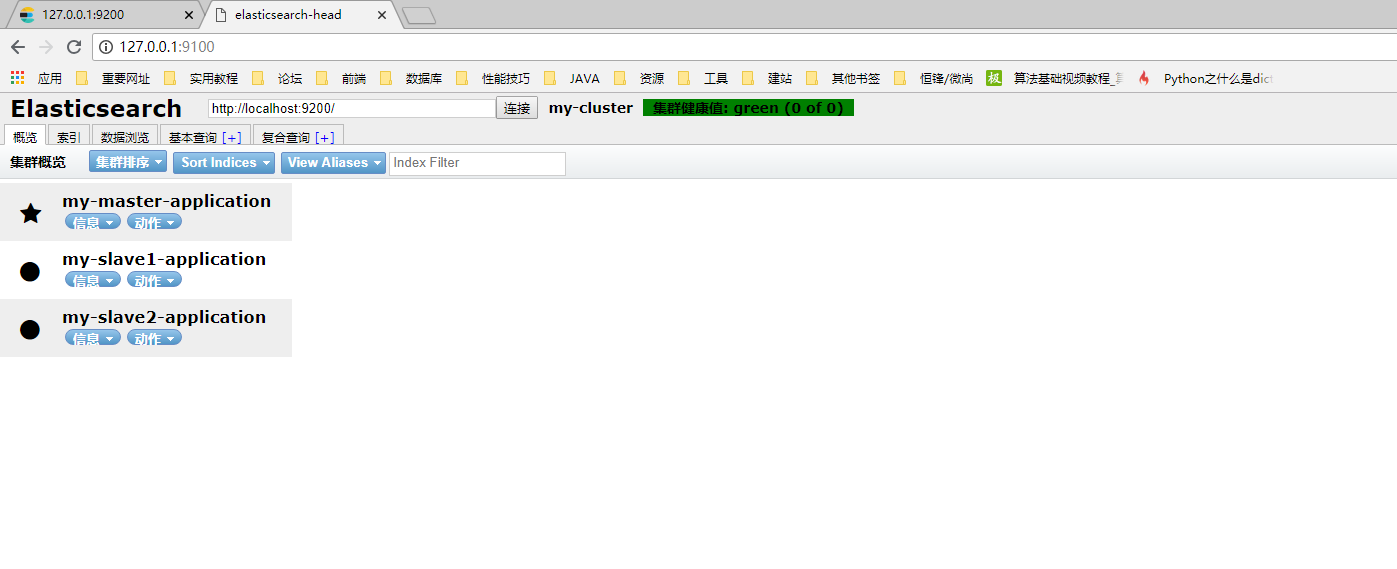 127.0.0.1:9200 elasticsearch-head
127.0.0.1:9100
应用 重要网址 实用教程 论坛 前端 数据库 性能技巧 JAVA 资源 工具 建站 其他书签 恒锋/微尚 极 算法基础视频教程_ Python之什么是dict
Elasticsearch http://localhost:9200/ 连接 my-cluster 集群健康值: green (0 of 0)
概览 索引 数据浏览 基本查询 [+] 复合查询 [+]
集群概览 集群排序 Sort Indices View Aliases Index Filter
my-master-application
信息 动作
my-slave1-application
信息 动作
my-slave2-application
信息 动作